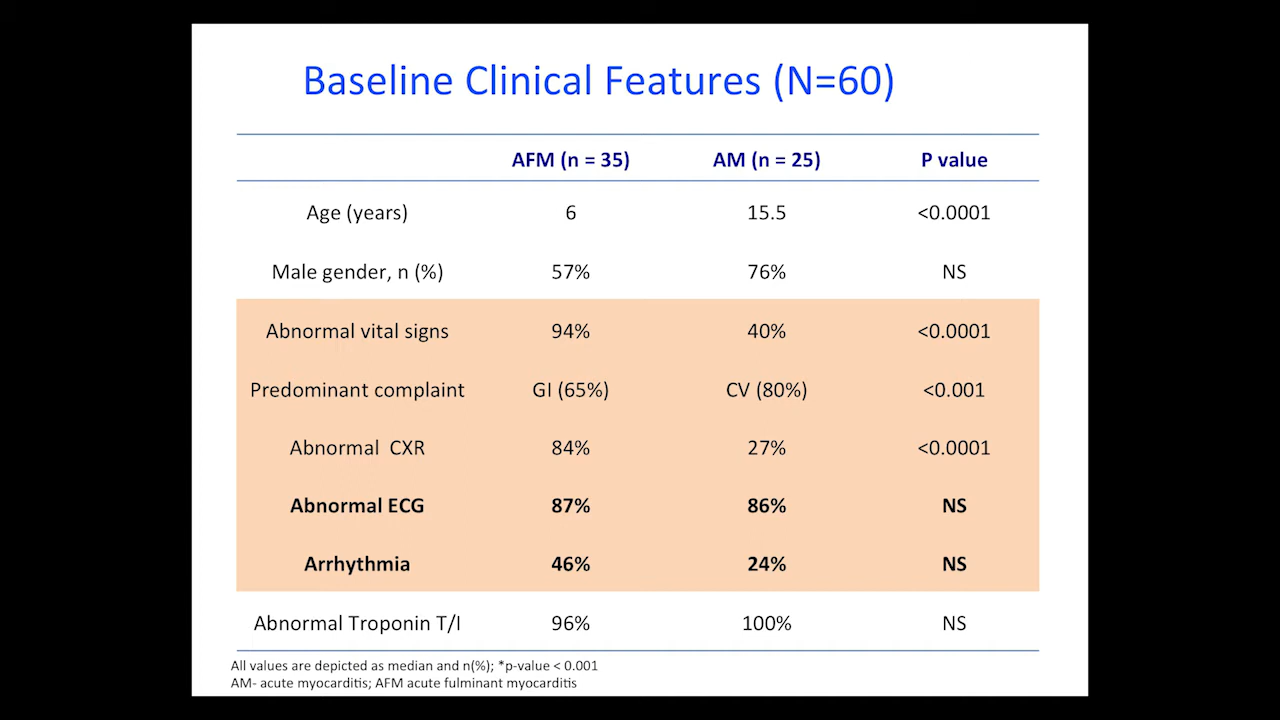 Baseline Clinical Features (N=60)
AFM (n = 35) AM (n = 25) P value
Age (years) 6 15.5 <0.0001
Male gender, n (%) 57% 76% NS
Abnormal vital signs 94% 40% <0.0001
Predominant complaint GI (65%) CV (80%) <0.001
Abnormal CXR 84% 27% <0.0001
Abnormal ECG 87% 86% NS
Arrhythmia 46% 24% NS
Abnormal Troponin T/I 96% 100% NS
All values are depicted as median and n(%); *p-value < 0.001
AM- acute myocarditis; AFM acute fulminant myocarditis